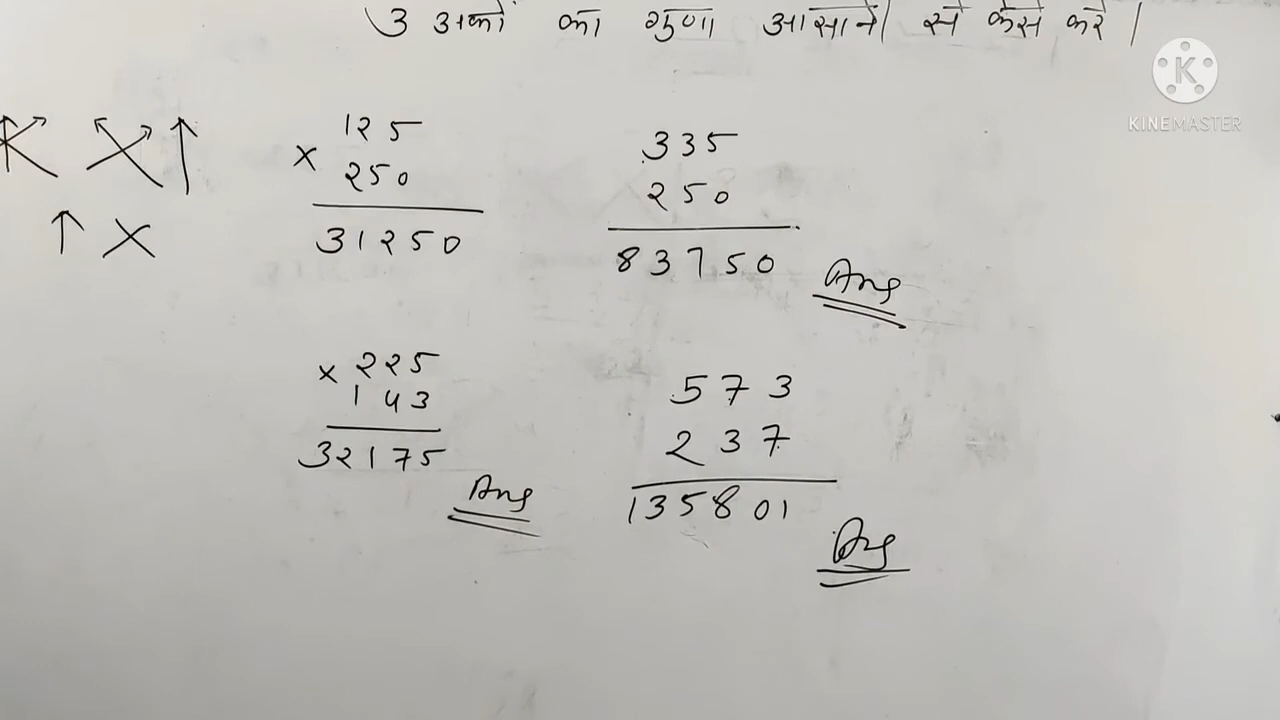 3 अंकों का गुणा आसानी से कैसे करें।
KINEMASTER
125
× 250
31250
335
250
83750
Ans
× 225
143
32175
Ans
573
237
135801
Ans